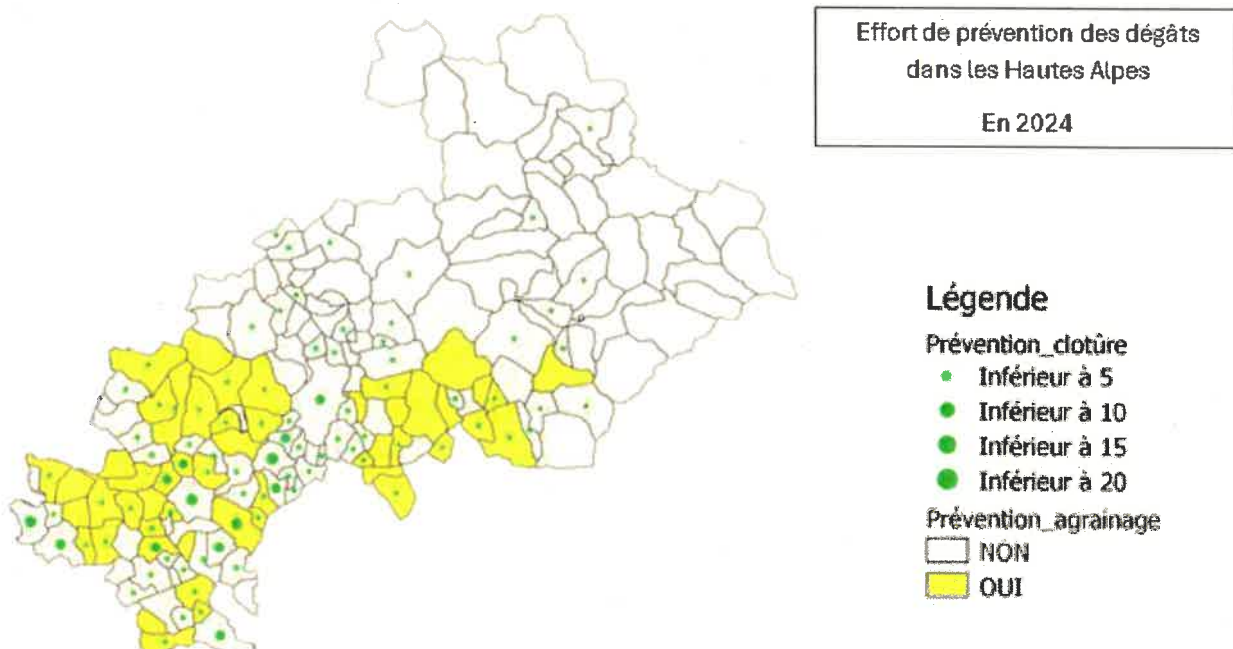 Effort de prévention des dégâts
dans les Hautes Alpes
En 2024
Légende
Prévention_clotûre
Inférieur à 5
Inférieur à 10
Inférieur à 15
Inférieur à 20
Prévention_agrainage
NON
OUI